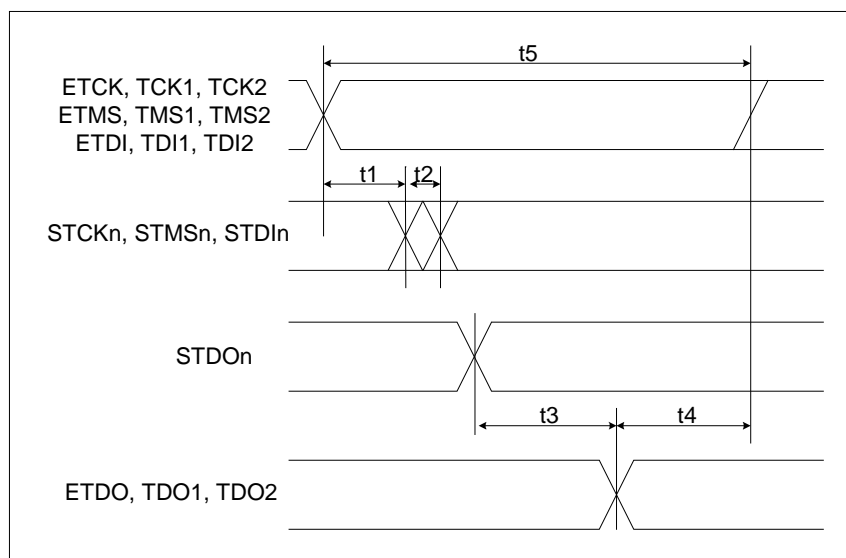 t5
ETCK, TCK1, TCK2
ETMS, TMS1, TMS2
ETDI, TDI1, TDI2
t1
t2
STCKn, STMSn, STDIn
STDOn
t3
t4
ETDO, TDO1, TDO2